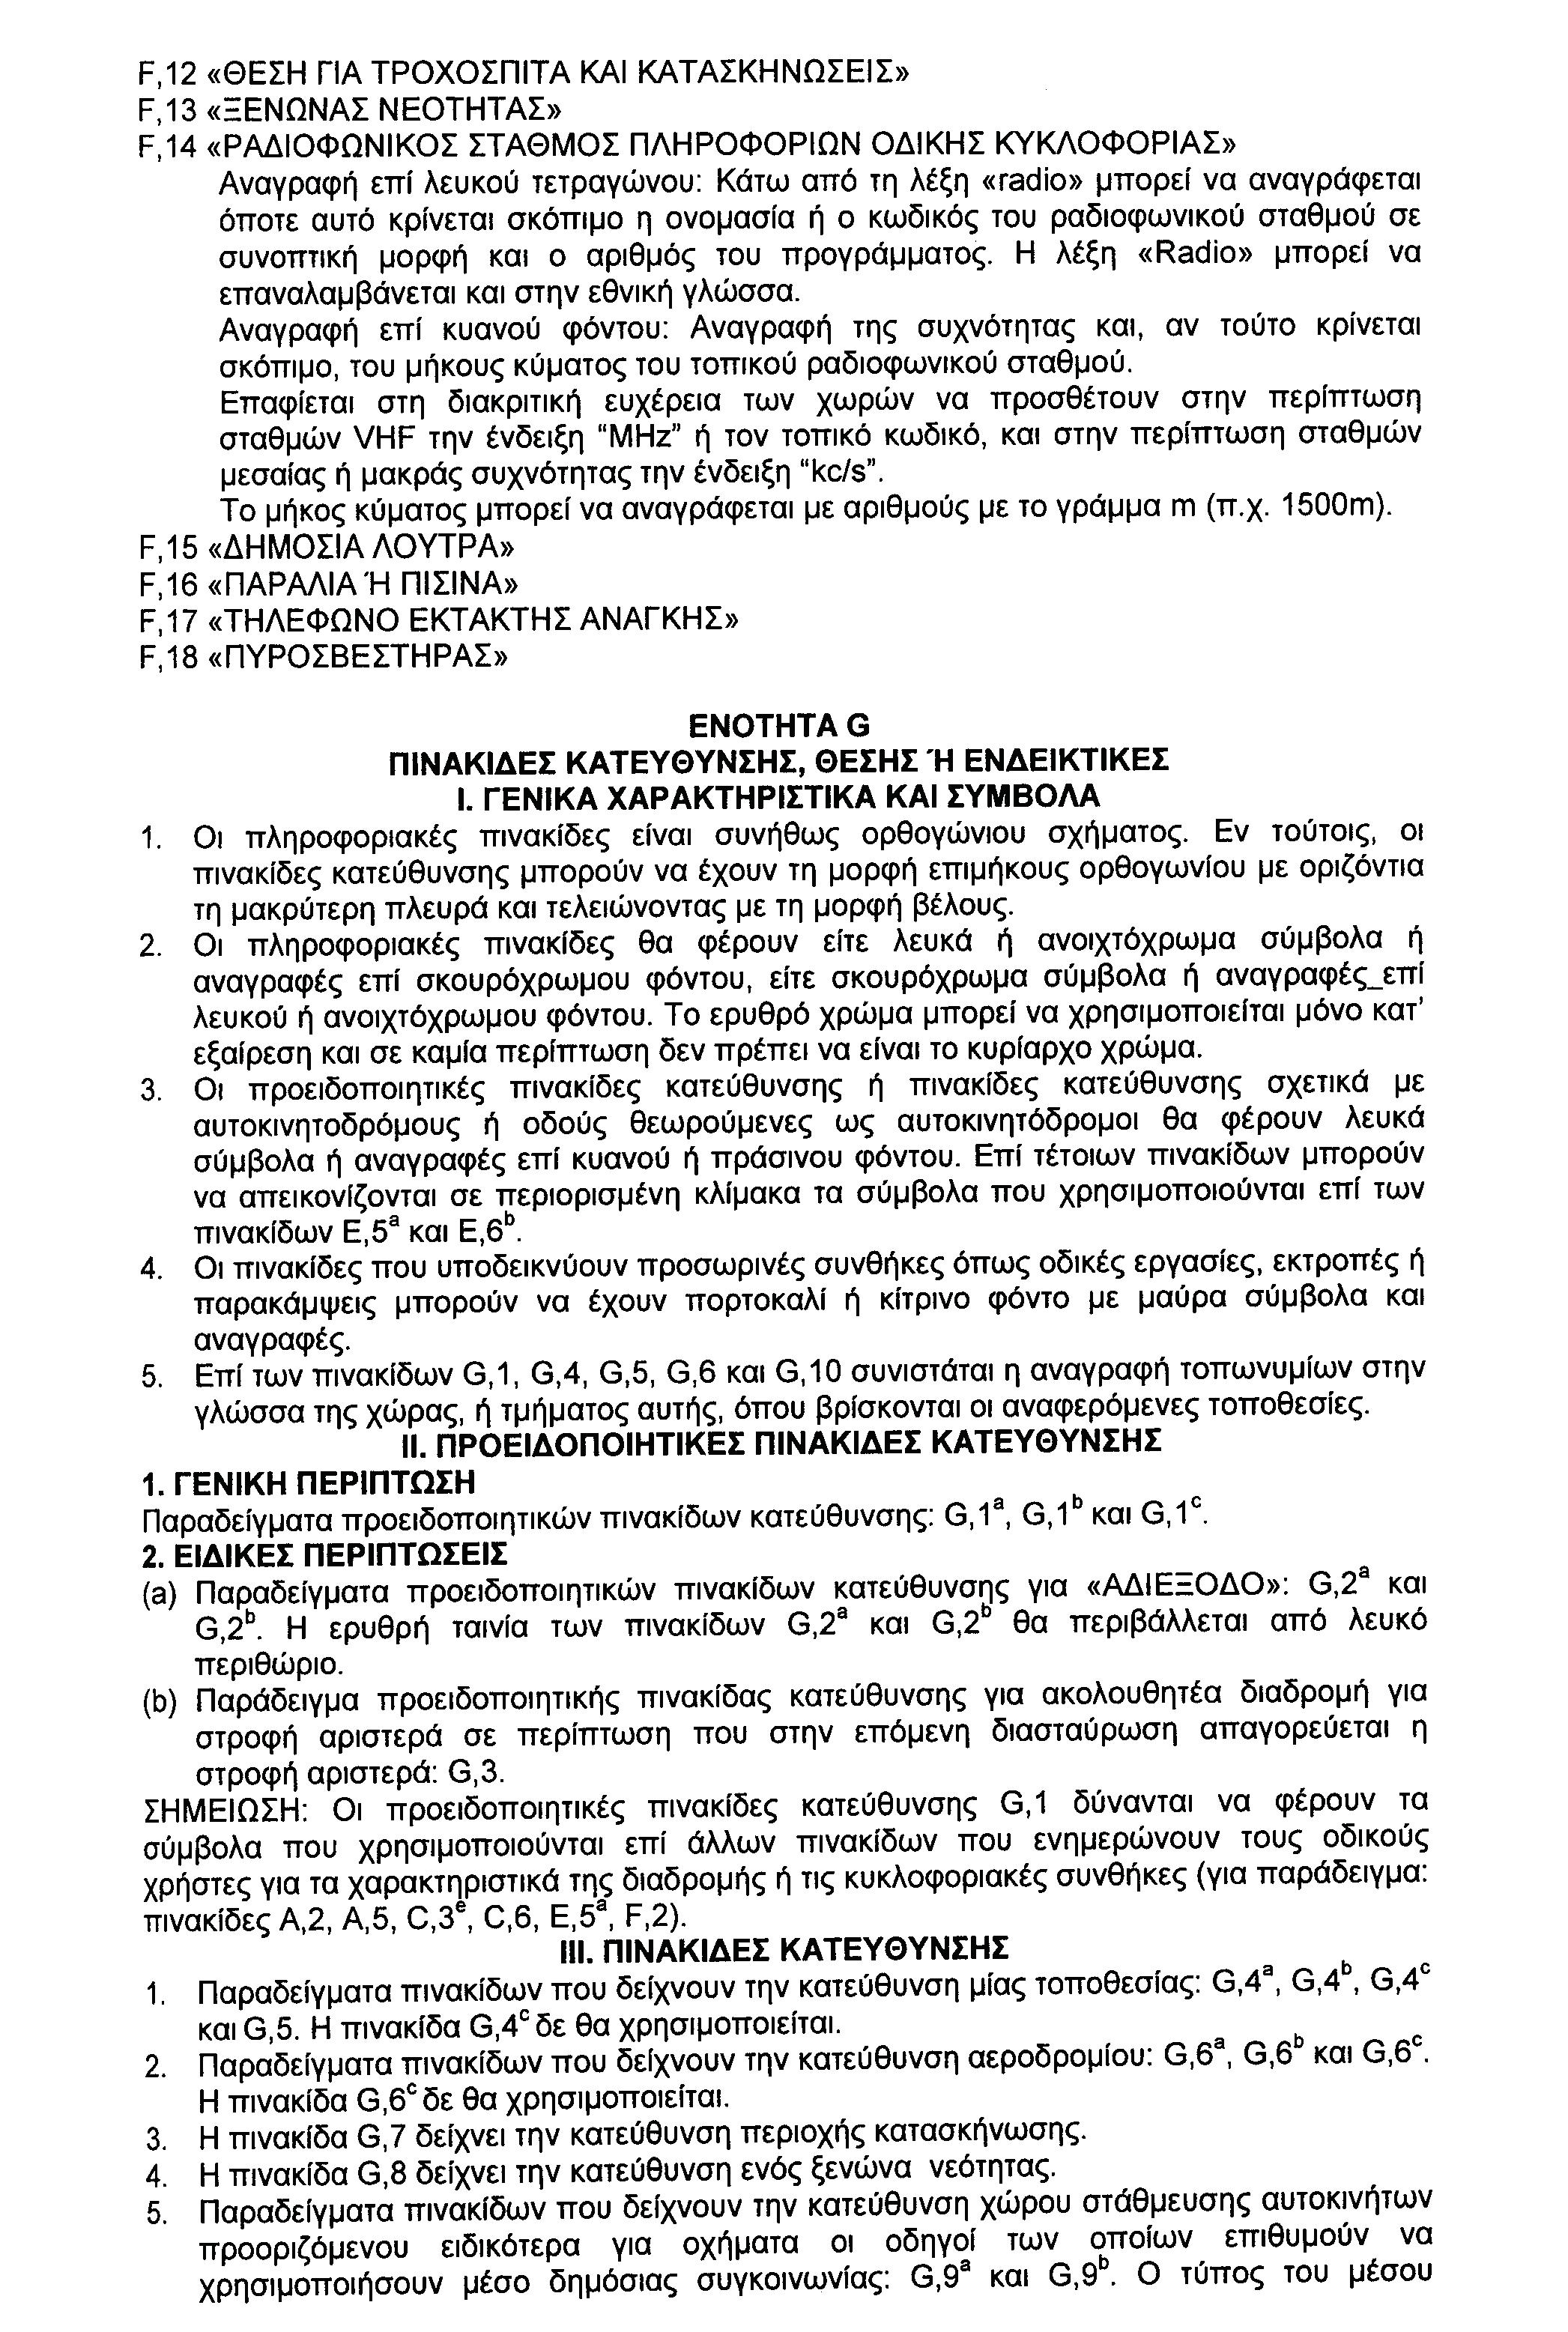 F,12 «ΘΕΣΗ ΓΙΑ ΤΡΟΧΟΣΠΙΤΑ ΚΑΙ ΚΑΤΑΣΚΗΝΩΣΕΙΣ»
F,13 «ΞΕΝΩΝΑΣ ΝΕΟΤΗΤΑΣ»
F,14 «ΡΑΔΙΟΦΩΝΙΚΟΣ ΣΤΑΘΜΟΣ ΠΛΗΡΟΦΟΡΙΩΝ ΟΔΙΚΗΣ ΚΥΚΛΟΦΟΡΙΑΣ»
Αναγραφή επί λευκού τετραγώνου: Κάτω από τη λέξη «radio» μπορεί να αναγράφεται
όποτε αυτό κρίνεται σκόπιμο η ονομασία ή ο κωδικός του ραδιοφωνικού σταθμού σε
συνοπτική μορφή και ο αριθμός του προγράμματος. Η λέξη «Radio» μπορεί να
επαναλαμβάνεται και στην εθνική γλώσσα.
Αναγραφή επί κυανού φόντου: Αναγραφή της συχνότητας και, αν τούτο κρίνεται
σκόπιμο, του μήκους κύματος του τοπικού ραδιοφωνικού σταθμού.
Επαφίεται στη διακριτική ευχέρεια των χωρών να προσθέτουν στην περίπτωση
σταθμών VHF την ένδειξη “MHz” ή τον τοπικό κωδικό, και στην περίπτωση σταθμών
μεσαίας ή μακράς συχνότητας την ένδειξη “kc/s”.
Το μήκος κύματος μπορεί να αναγράφεται με αριθμούς με το γράμμα m (π.χ. 1500m).
F,15 «ΔΗΜΟΣΙΑ ΛΟΥΤΡΑ»
F,16 «ΠΑΡΑΛΙΑ Ή ΠΙΣΙΝΑ»
F,17 «ΤΗΛΕΦΩΝΟ ΕΚΤΑΚΤΗΣ ΑΝΑΓΚΗΣ»
F,18 «ΠΥΡΟΣΒΕΣΤΗΡΑΣ»
ΕΝΟΤΗΤΑ G
ΠΙΝΑΚΙΔΕΣ ΚΑΤΕΥΘΥΝΣΗΣ, ΘΕΣΗΣ Ή ΕΝΔΕΙΚΤΙΚΕΣ
I. ΓΕΝΙΚΑ ΧΑΡΑΚΤΗΡΙΣΤΙΚΑ ΚΑΙ ΣΥΜΒΟΛΑ
1. Οι πληροφοριακές πινακίδες είναι συνήθως ορθογώνιου σχήματος. Εν τούτοις, οι
πινακίδες κατεύθυνσης μπορούν να έχουν τη μορφή επιμήκους ορθογωνίου με οριζόντια
τη μακρύτερη πλευρά και τελειώνοντας με τη μορφή βέλους.
2. Οι πληροφοριακές πινακίδες θα φέρουν είτε λευκά ή ανοιχτόχρωμα σύμβολα ή
αναγραφές επί σκουρόχρωμου φόντου, είτε σκουρόχρωμα σύμβολα ή αναγραφές_επί
λευκού ή ανοιχτόχρωμου φόντου. Το ερυθρό χρώμα μπορεί να χρησιμοποιείται μόνο κατ’
εξαίρεση και σε καμία περίπτωση δεν πρέπει να είναι το κυρίαρχο χρώμα.
3. Οι προειδοποιητικές πινακίδες κατεύθυνσης ή πινακίδες κατεύθυνσης σχετικά με
αυτοκινητοδρόμους ή οδούς θεωρούμενες ως αυτοκινητόδρομοι θα φέρουν λευκά
σύμβολα ή αναγραφές επί κυανού ή πράσινου φόντου. Επί τέτοιων πινακίδων μπορούν
να απεικονίζονται σε περιορισμένη κλίμακα τα σύμβολα που χρησιμοποιούνται επί των
πινακίδων E,5ᵃ και E,6ᵇ.
4. Οι πινακίδες που υποδεικνύουν προσωρινές συνθήκες όπως οδικές εργασίες, εκτροπές ή
παρακάμψεις μπορούν να έχουν πορτοκαλί ή κίτρινο φόντο με μαύρα σύμβολα και
αναγραφές.
5. Επί των πινακίδων G,1, G,4, G,5, G,6 και G,10 συνιστάται η αναγραφή τοπωνυμίων στην
γλώσσα της χώρας, ή τμήματος αυτής, όπου βρίσκονται οι αναφερόμενες τοποθεσίες.
II. ΠΡΟΕΙΔΟΠΟΙΗΤΙΚΕΣ ΠΙΝΑΚΙΔΕΣ ΚΑΤΕΥΘΥΝΣΗΣ
1. ΓΕΝΙΚΗ ΠΕΡΙΠΤΩΣΗ
Παραδείγματα προειδοποιητικών πινακίδων κατεύθυνσης: G,1ᵃ, G,1ᵇ και G,1ᶜ.
2. ΕΙΔΙΚΕΣ ΠΕΡΙΠΤΩΣΕΙΣ
(a) Παραδείγματα προειδοποιητικών πινακίδων κατεύθυνσης για «ΑΔΙΕΞΟΔΟ»: G,2ᵃ και
G,2ᵇ. Η ερυθρή ταινία των πινακίδων G,2ᵃ και G,2ᵇ θα περιβάλλεται από λευκό
περιθώριο.
(b) Παράδειγμα προειδοποιητικής πινακίδας κατεύθυνσης για ακολουθητέα διαδρομή για
στροφή αριστερά σε περίπτωση που στην επόμενη διασταύρωση απαγορεύεται η
στροφή αριστερά: G,3.
ΣΗΜΕΙΩΣΗ: Οι προειδοποιητικές πινακίδες κατεύθυνσης G,1 δύνανται να φέρουν τα
σύμβολα που χρησιμοποιούνται επί άλλων πινακίδων που ενημερώνουν τους οδικούς
χρήστες για τα χαρακτηριστικά της διαδρομής ή τις κυκλοφοριακές συνθήκες (για παράδειγμα:
πινακίδες A,2, A,5, C,3ᵉ, C,6, E,5ᵃ, F,2).
III. ΠΙΝΑΚΙΔΕΣ ΚΑΤΕΥΘΥΝΣΗΣ
1. Παραδείγματα πινακίδων που δείχνουν την κατεύθυνση μίας τοποθεσίας: G,4ᵃ, G,4ᵇ, G,4ᶜ
και G,5. Η πινακίδα G,4ᶜ δε θα χρησιμοποιείται.
2. Παραδείγματα πινακίδων που δείχνουν την κατεύθυνση αεροδρομίου: G,6ᵃ, G,6ᵇ και G,6ᶜ.
Η πινακίδα G,6ᶜ δε θα χρησιμοποιείται.
3. Η πινακίδα G,7 δείχνει την κατεύθυνση περιοχής κατασκήνωσης.
4. Η πινακίδα G,8 δείχνει την κατεύθυνση ενός ξενώνα νεότητας.
5. Παραδείγματα πινακίδων που δείχνουν την κατεύθυνση χώρου στάθμευσης αυτοκινήτων
προοριζόμενου ειδικότερα για οχήματα οι οδηγοί των οποίων επιθυμούν να
χρησιμοποιήσουν μέσο δημόσιας συγκοινωνίας: G,9ᵃ και G,9ᵇ. Ο τύπος του μέσου